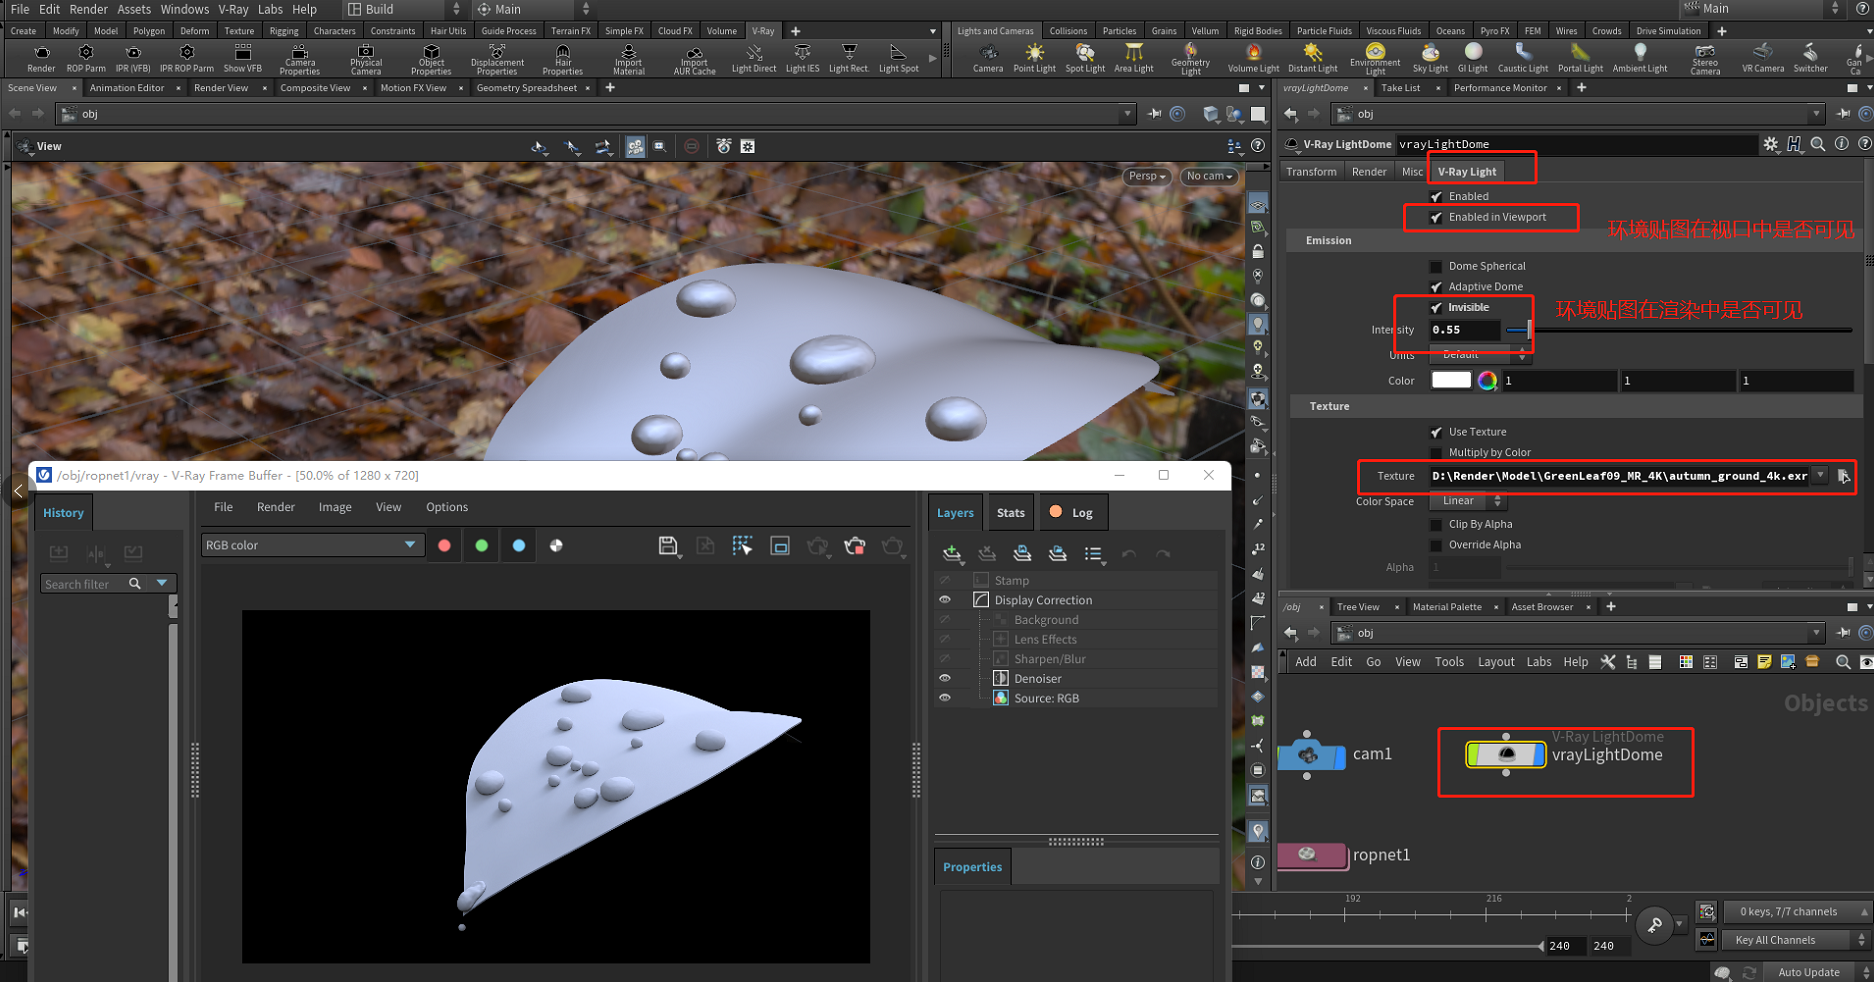 File Edit Render Assets Windows V-Ray Labs Help Build Main Main
Create Modify Model Polygon Deform Texture Rigging Characters Constraints Hair Utils Guide Process Terrain FX Simple FX Cloud FX Volume V-Ray
Lights and Cameras Collisions Particles Grains Vellum Rigid Bodies Particle Fluids Viscous Fluids Oceans Pyro FX FEM Wires Crowds Drive Simulation
Render ROP Parm IPR (VFB) IPR ROP Parm Show VFB Camera Properties Physical Camera Object Properties Displacement Properties Hair Properties Import Material Import AUR Cache Light Direct Light IES Light Rect. Light Spot
Camera Point Light Spot Light Area Light Geometry Light Volume Light Distant Light Environment Light Sky Light GI Light Caustic Light Portal Light Ambient Light Stereo Camera VR Camera Switcher Gan Ca
Scene View Animation Editor Render View Composite View Motion FX View Geometry Spreadsheet
obj
View
Persp No cam
vrayLightDome Take List Performance Monitor
obj
V-Ray LightDome vrayLightDome
Transform Render Misc V-Ray Light
Enabled
Enabled in Viewport
环境贴图在视口中是否可见
Emission
Dome Spherical
Adaptive Dome
Invisible
环境贴图在渲染中是否可见
Intensity 0.55
Units Default
Color 1 1 1
Texture
Use Texture
Multiply by Color
Texture D:\Render\Model\GreenLeaf09_MR_4K\autumn_ground_4k.exr
Color Space Linear
Clip By Alpha
Override Alpha
Alpha 1
/obj/ropnet1/vray - V-Ray Frame Buffer - [50.0% of 1280 x 720]
History
File Render Image View Options
Layers Stats Log
RGB color
Search filter
Stamp
Display Correction
Background
Lens Effects
Sharpen/Blur
Denoiser
Source: RGB
Properties
/obj Tree View Material Palette Asset Browser
obj
Add Edit Go View Tools Layout Labs Help
Objects
cam1
V-Ray LightDome
vrayLightDome
ropnet1
192 216 2
240 240
0 keys, 7/7 channels
Key All Channels
Auto Update